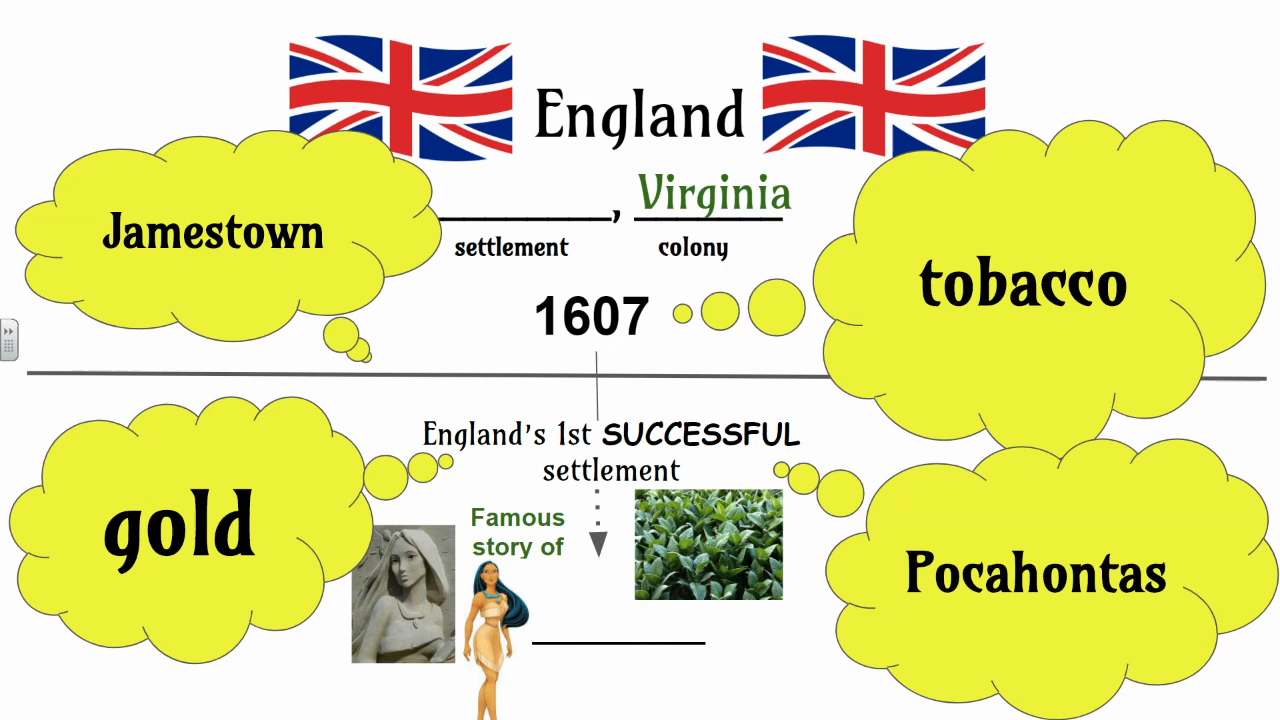 England
Virginia
Jamestown
,
settlement colony
tobacco
1607
England's 1st SUCCESSFUL
settlement
gold
Famous
story of
Pocahontas